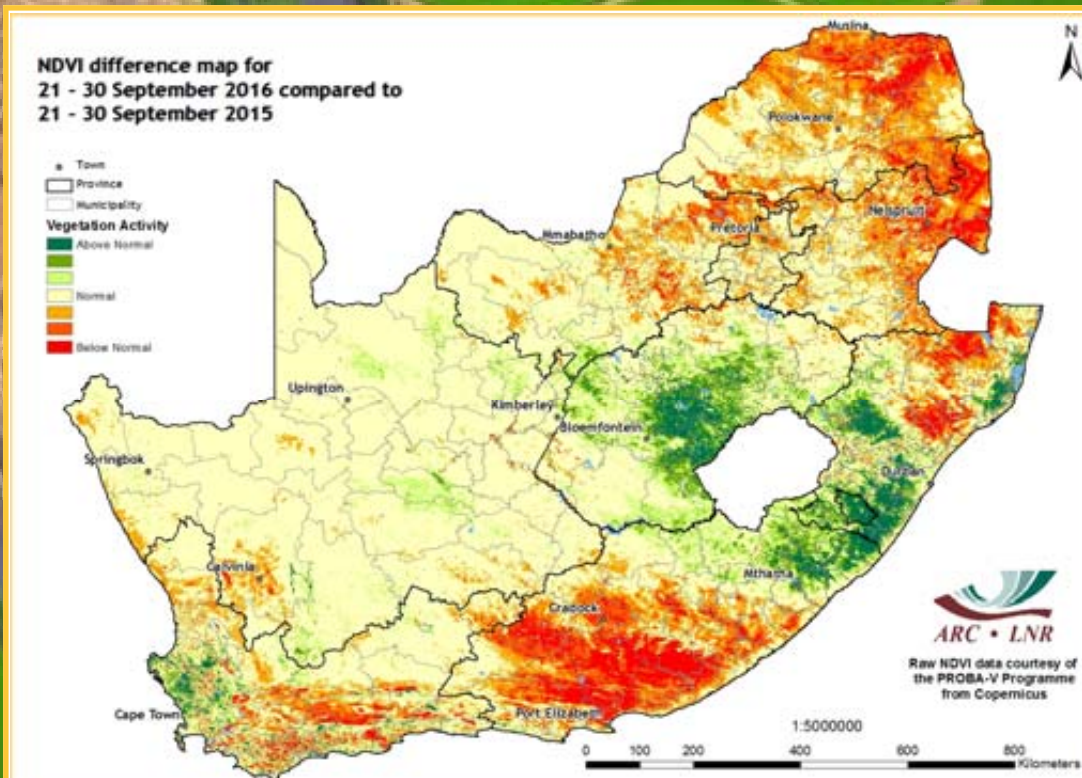 NDVI difference map for
21 - 30 September 2016 compared to
21 - 30 September 2015
N
Town
Province
Municipality
Vegetation Activity
Above Normal
Normal
Below Normal
Musina
Polokwane
Nelspruit
Pretoria
Mmabatho
Upington
Kimberley
Bloemfontein
Springbok
Durban
Calvinia
Mthatha
Cradock
Cape Town
Port Elizabeth
ARC • LNR
Raw NDVI data courtesy of
the PROBA-V Programme
from Copernicus
1:5000000
0 100 200 400 600 800
Kilometers